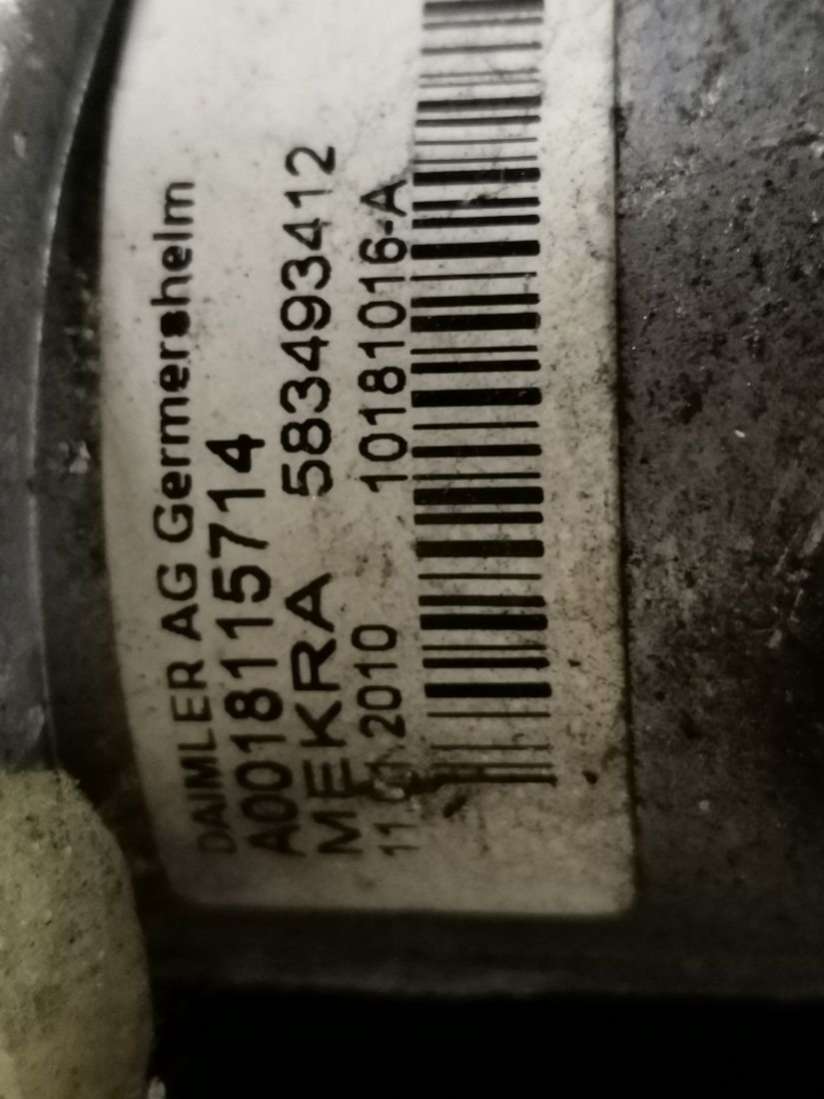 DAIMLER AG Germersheim
A0018115714
MEKRA 583493412
2010 10181016-A